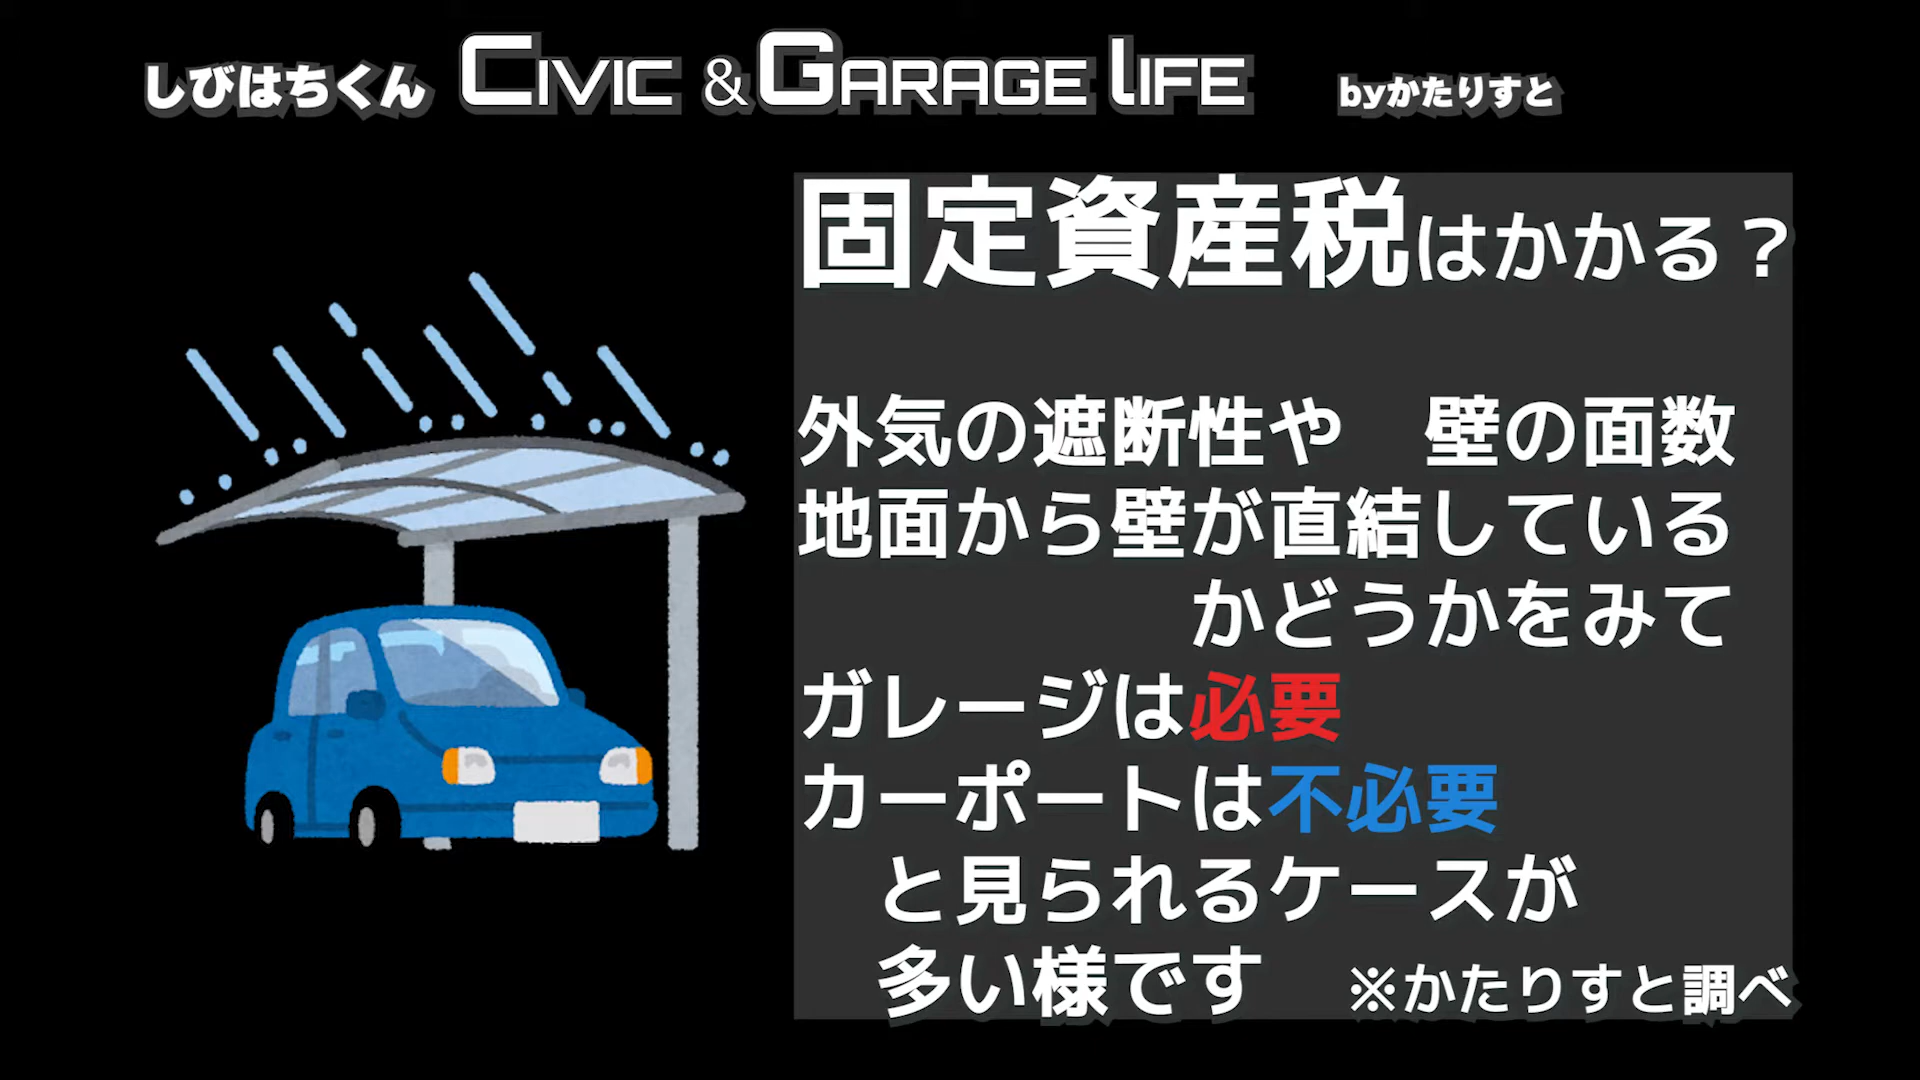 しびはちくん CIVIC & GARAGE LIFE byかたりすと
固定資産税はかかる？
外気の遮断性や　壁の面数
地面から壁が直結している
かどうかをみて
ガレージは必要
カーポートは不必要
と見られるケースが
多い様です　※かたりすと調べ